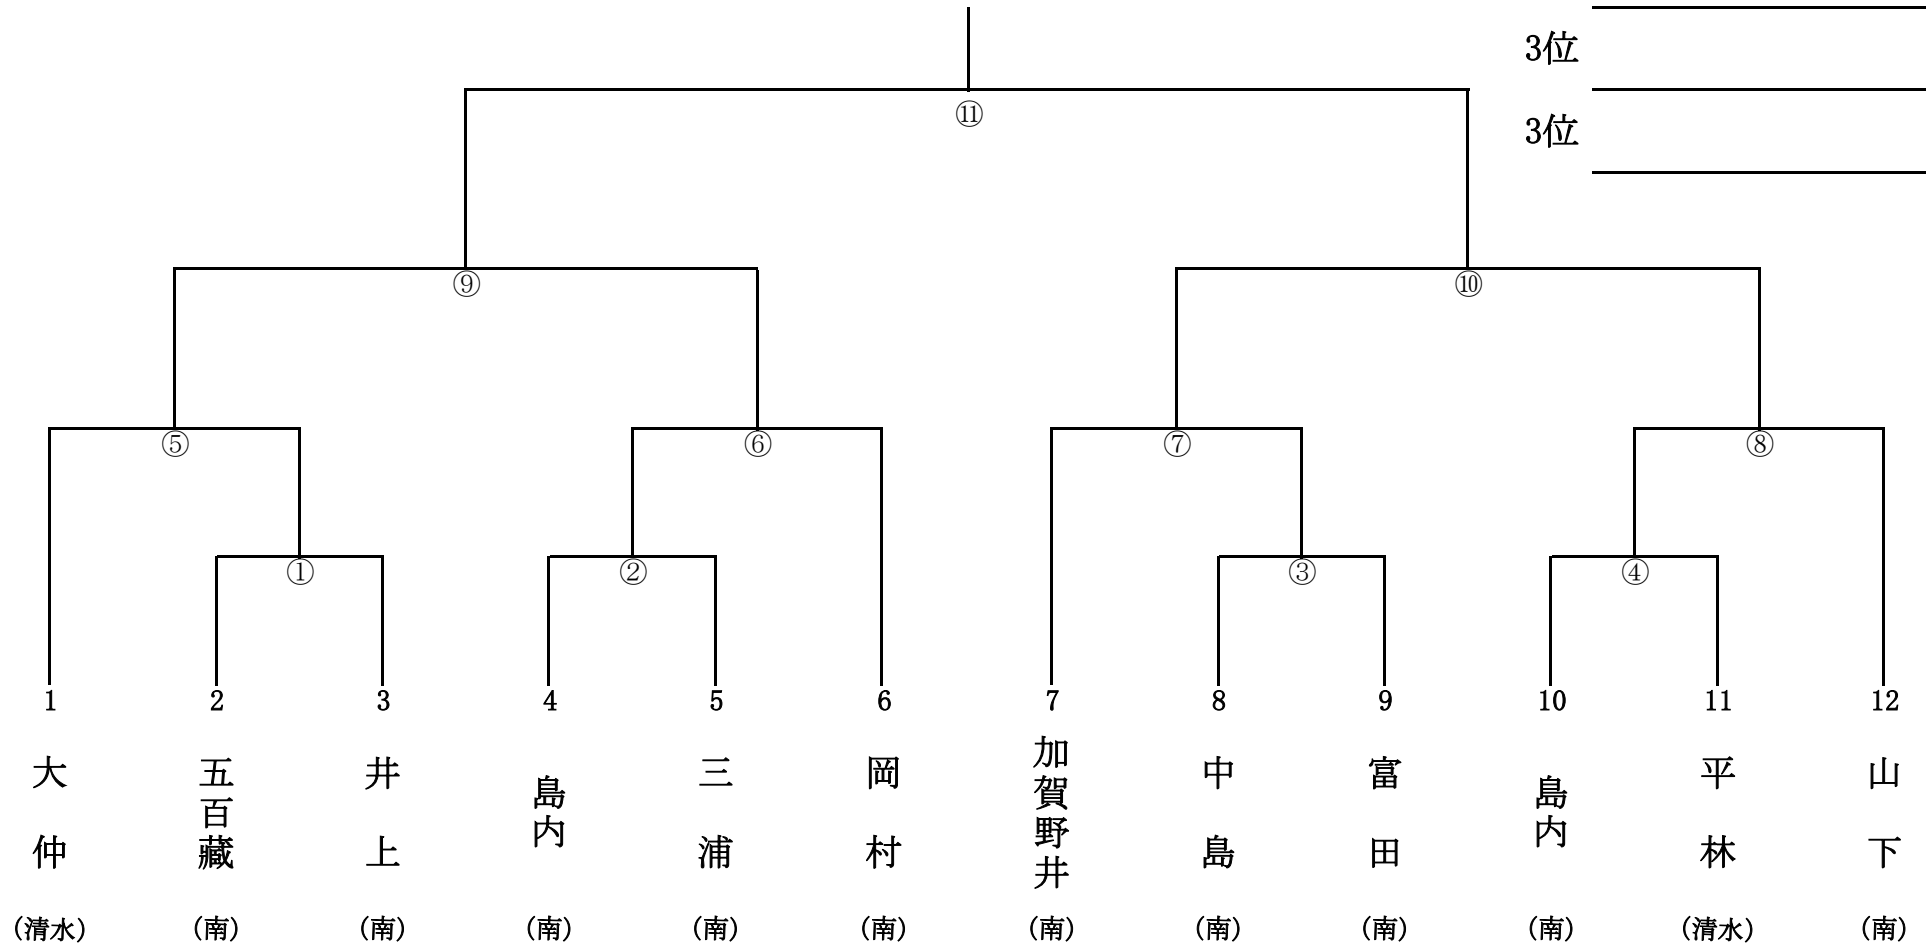 3位
⑪
3位
⑨
⑩
⑤
⑥
⑦
⑧
①
②
③
④
1 2 3 4 5 6 7 8 9 10 11 12
大仲
五百藏
井上
島内
三浦
岡村
加賀野井
中島
富田
島内
平林
山下
(清水) (南) (南) (南) (南) (南) (南) (南) (南) (南) (清水) (南)